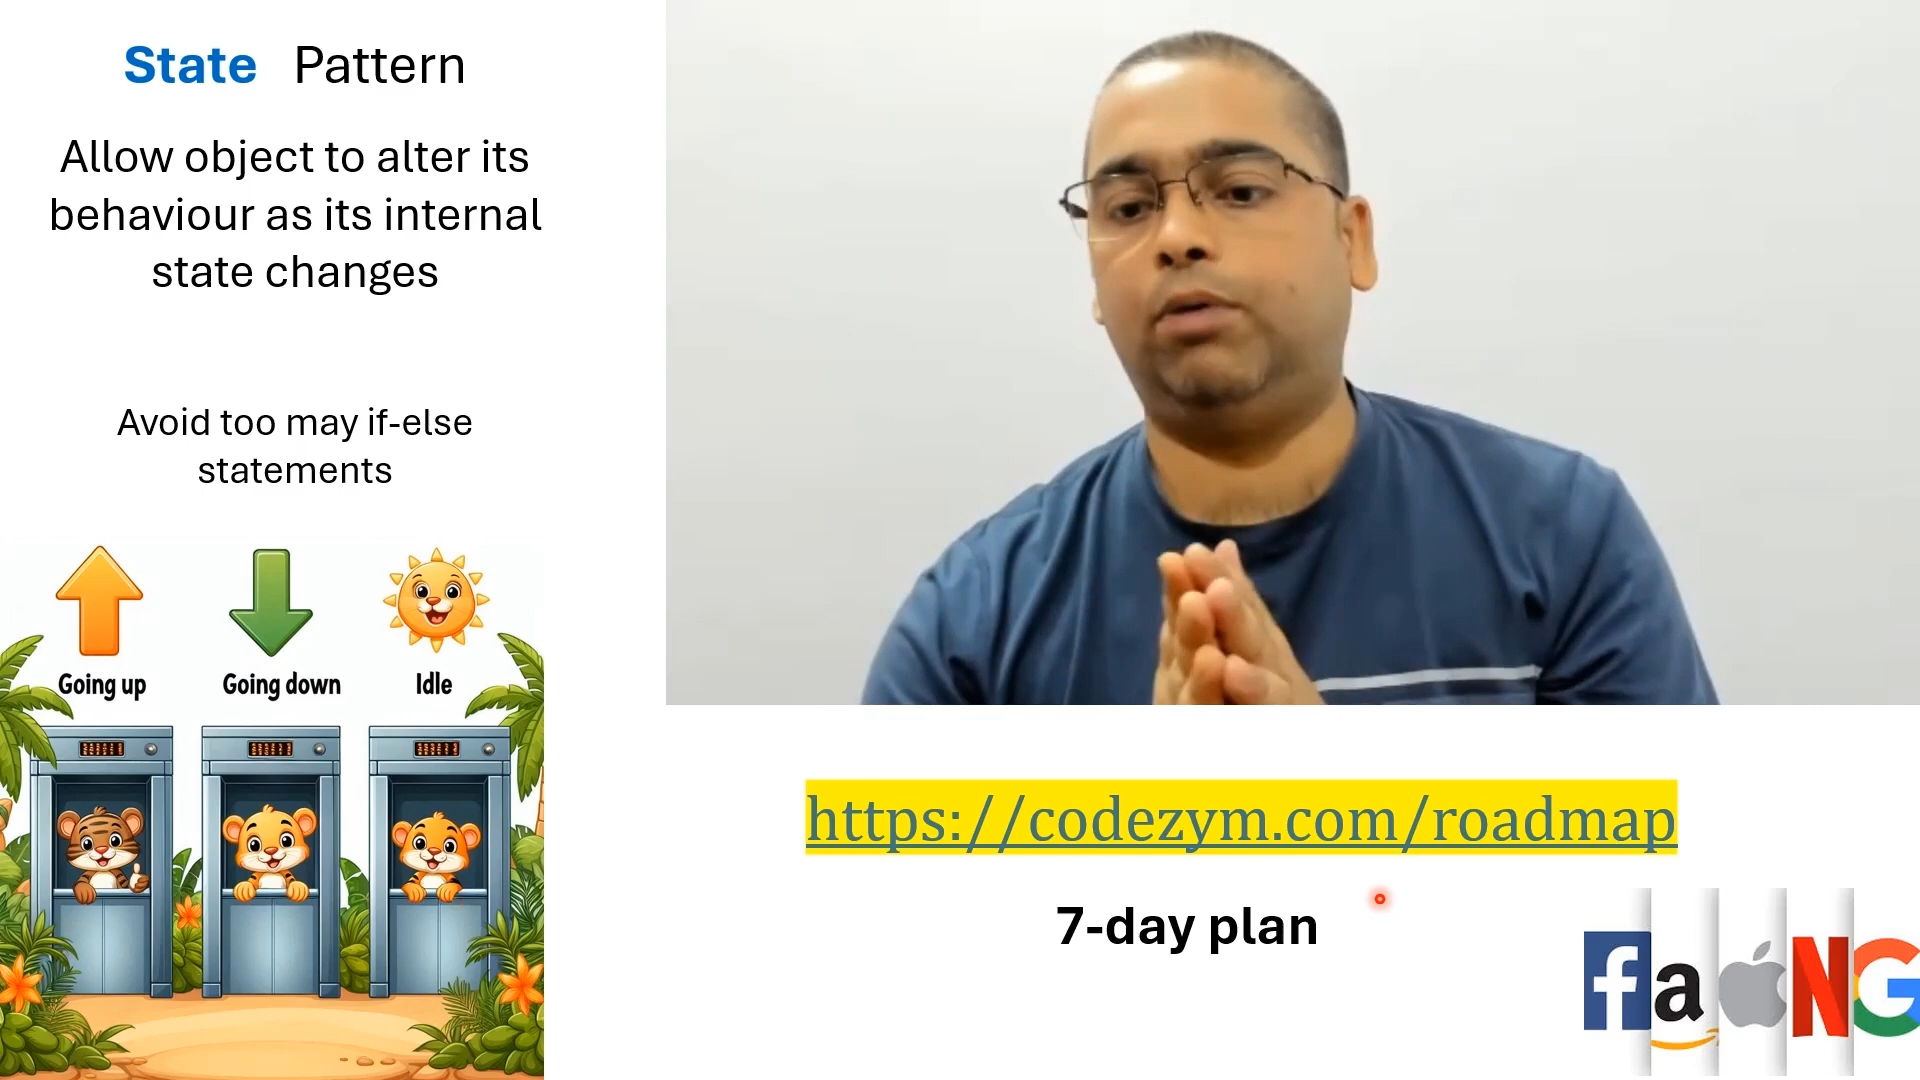 State Pattern
Allow object to alter its
behaviour as its internal
state changes
Avoid too may if-else
statements
Going up
Going down
Idle
https://codezym.com/roadmap
7-day plan
f a N G